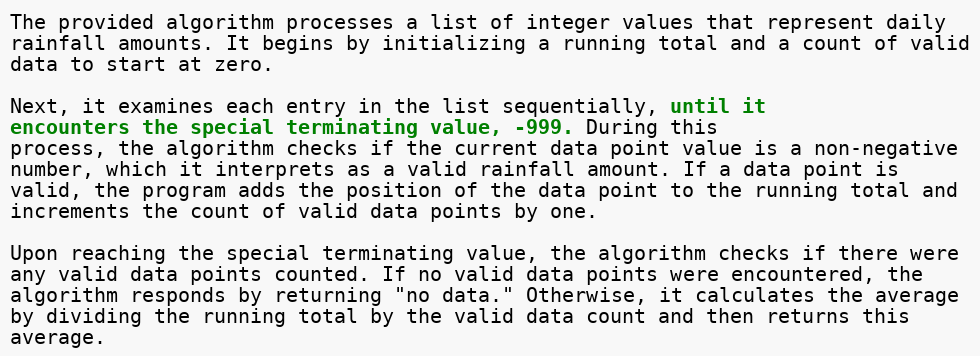 The provided algorithm processes a list of integer values that represent daily
rainfall amounts. It begins by initializing a running total and a count of valid
data to start at zero.
Next, it examines each entry in the list sequentially, until it
encounters the special terminating value, -999. During this
process, the algorithm checks if the current data point value is a non-negative
number, which it interprets as a valid rainfall amount. If a data point is
valid, the program adds the position of the data point to the running total and
increments the count of valid data points by one.
Upon reaching the special terminating value, the algorithm checks if there were
any valid data points counted. If no valid data points were encountered, the
algorithm responds by returning "no data." Otherwise, it calculates the average
by dividing the running total by the valid data count and then returns this
average.